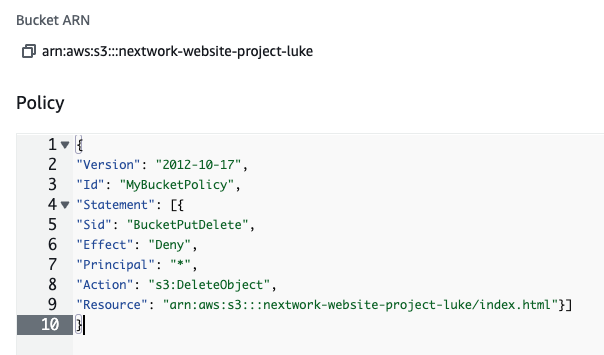 Bucket ARN
arn:aws:s3:::nextwork-website-project-luke
Policy
1 {
2 "Version": "2012-10-17",
3 "Id": "MyBucketPolicy",
4 "Statement": [{
5 "Sid": "BucketPutDelete",
6 "Effect": "Deny",
7 "Principal": "*",
8 "Action": "s3:DeleteObject",
9 "Resource": "arn:aws:s3:::nextwork-website-project-luke/index.html"}]
10 }